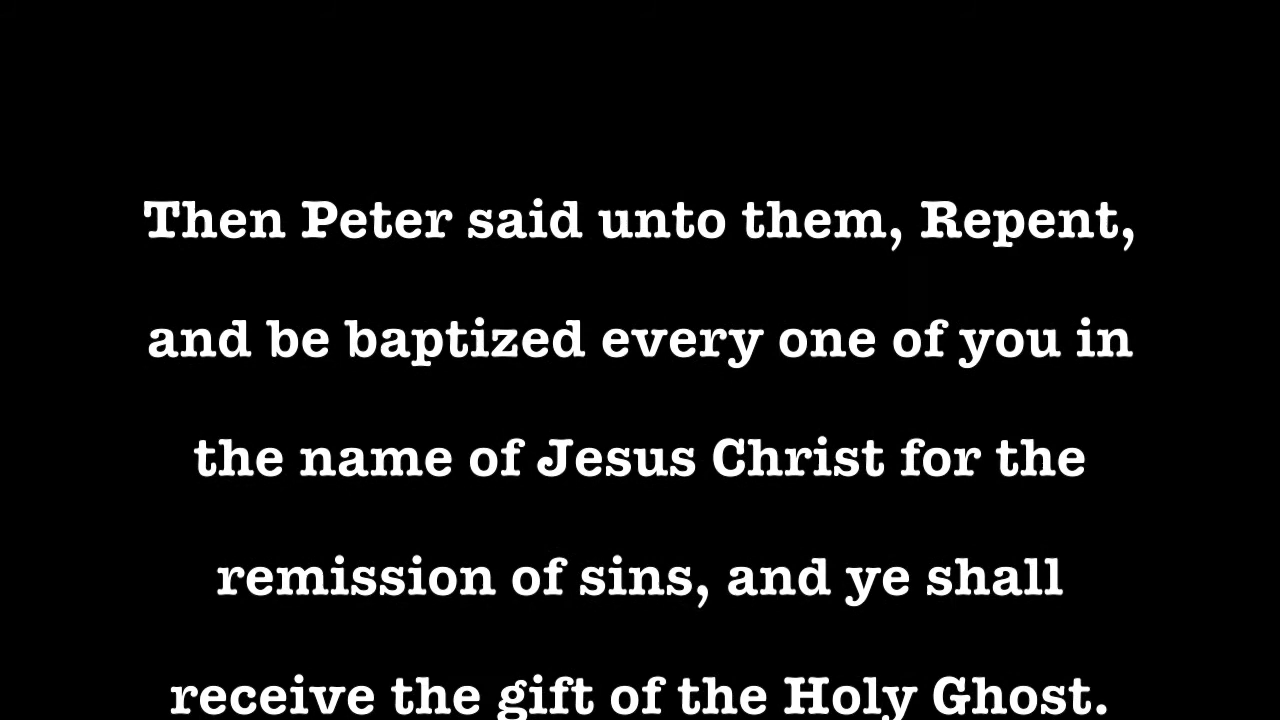 Then Peter said unto them, Repent,
and be baptized every one of you in
the name of Jesus Christ for the
remission of sins, and ye shall
receive the gift of the Holy Ghost.